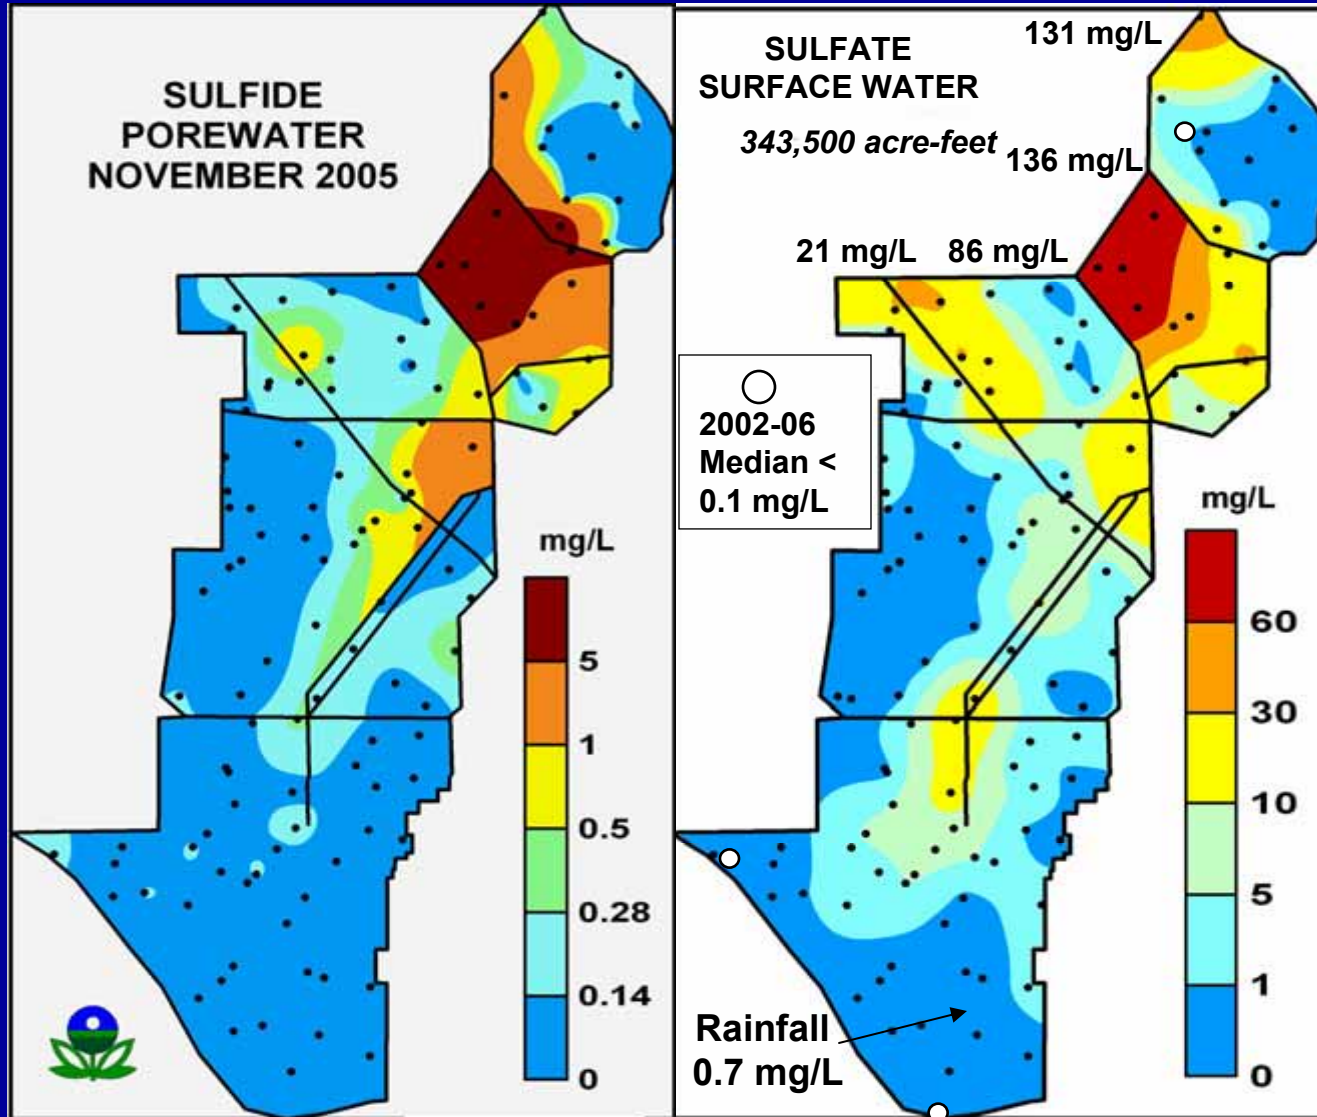 SULFIDE
POREWATER
NOVEMBER 2005
mg/L
5
1
0.5
0.28
0.14
0
SULFATE
SURFACE WATER
343,500 acre-feet
131 mg/L
136 mg/L
21 mg/L
86 mg/L
2002-06
Median <
0.1 mg/L
mg/L
60
30
10
5
1
0
Rainfall
0.7 mg/L